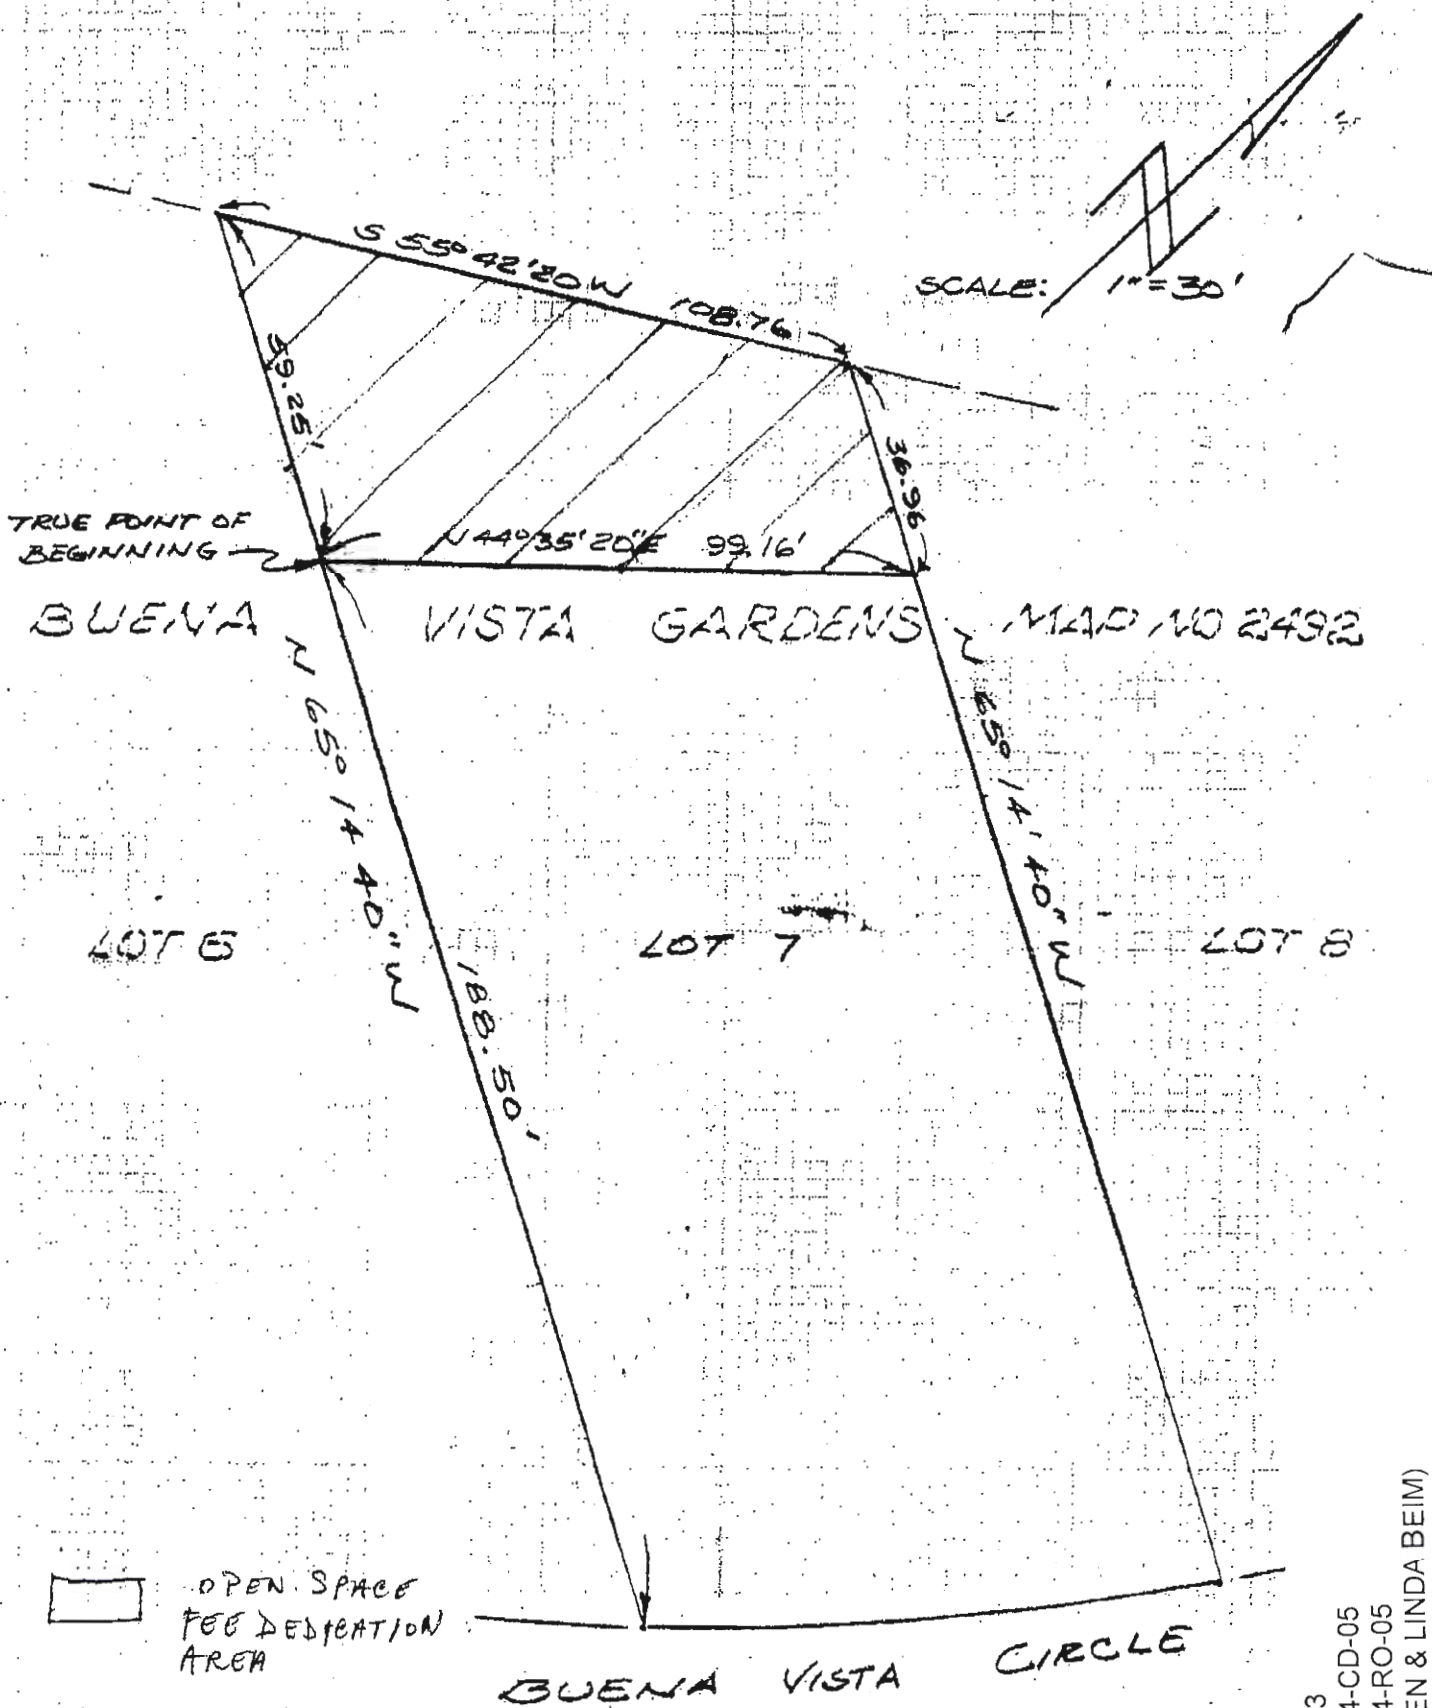 S 55° 42' 20 W 108.76
SCALE: 1" = 30'
59.25'
36.96
TRUE POINT OF
BEGINNING
N 44° 35' 20" E 99.16'
BUENA VISTA GARDENS MAP NO 2492
N 65° 14 40" W
188.50'
N 65° 14' 40" W
LOT 6
LOT 7
LOT 8
OPEN SPACE
FEE DEDICATION
AREA
BUENA VISTA CIRCLE
3
4-CD-05
4-RO-05
EN & LINDA BEIM)